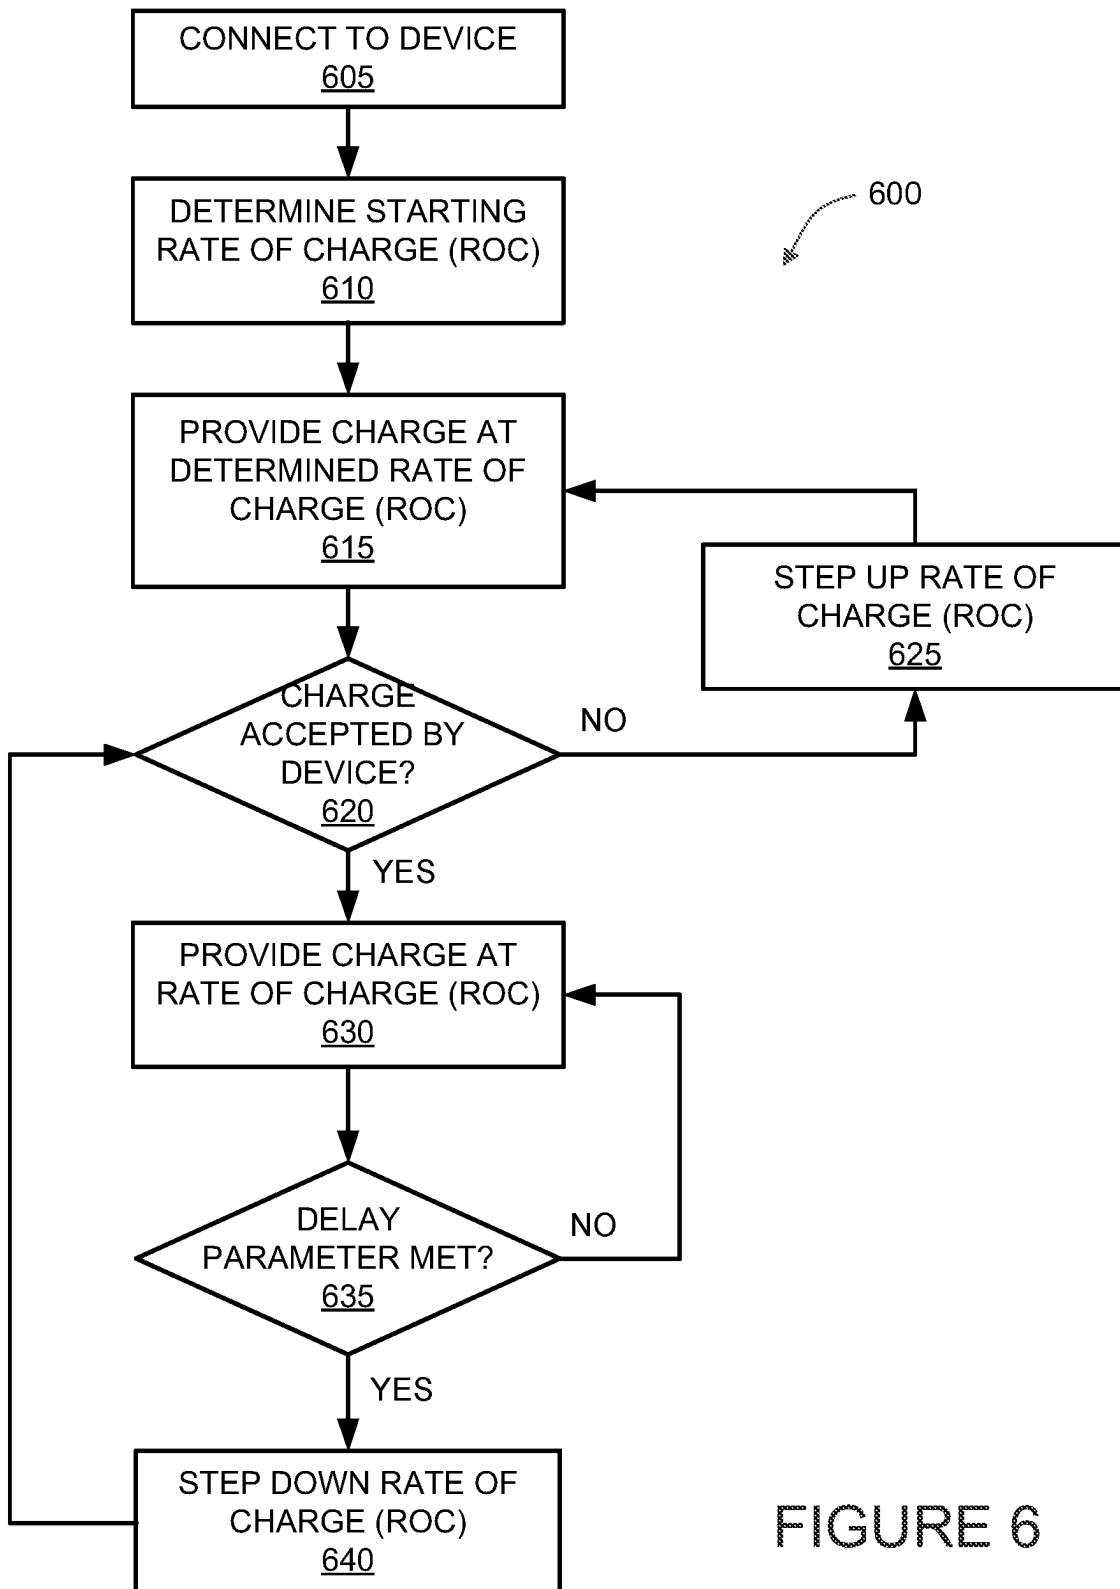 CONNECT TO DEVICE
605
DETERMINE STARTING
RATE OF CHARGE (ROC)
610
600
PROVIDE CHARGE AT
DETERMINED RATE OF
CHARGE (ROC)
615
STEP UP RATE OF
CHARGE (ROC)
625
CHARGE
ACCEPTED BY
DEVICE?
620
NO
YES
PROVIDE CHARGE AT
RATE OF CHARGE (ROC)
630
DELAY
PARAMETER MET?
635
NO
YES
STEP DOWN RATE OF
CHARGE (ROC)
640
FIGURE 6